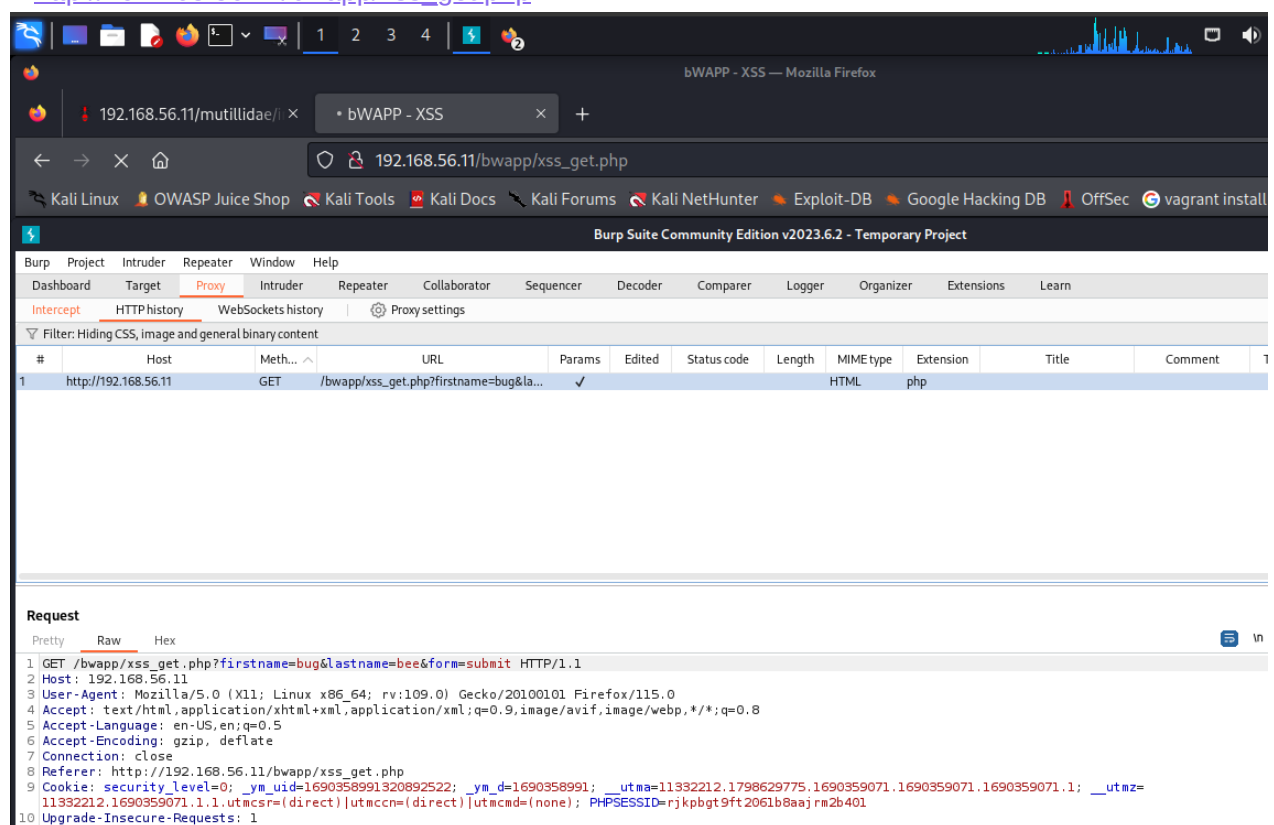 1 2 3 4
bWAPP - XSS — Mozilla Firefox
192.168.56.11/mutillidae/i × • bWAPP - XSS × +
192.168.56.11/bwapp/xss_get.php
Kali Linux OWASP Juice Shop Kali Tools Kali Docs Kali Forums Kali NetHunter Exploit-DB Google Hacking DB OffSec vagrant install
Burp Suite Community Edition v2023.6.2 - Temporary Project
Burp Project Intruder Repeater Window Help
Dashboard Target Proxy Intruder Repeater Collaborator Sequencer Decoder Comparer Logger Organizer Extensions Learn
Intercept HTTP history WebSockets history Proxy settings
Filter: Hiding CSS, image and general binary content
# Host Meth... URL Params Edited Status code Length MIME type Extension Title Comment
1 http://192.168.56.11 GET /bwapp/xss_get.php?firstname=bug&la... ✓ HTML php
Request
Pretty Raw Hex \n
1 GET /bwapp/xss_get.php?firstname=bug&lastname=bee&form=submit HTTP/1.1
2 Host: 192.168.56.11
3 User-Agent: Mozilla/5.0 (X11; Linux x86_64; rv:109.0) Gecko/20100101 Firefox/115.0
4 Accept: text/html,application/xhtml+xml,application/xml;q=0.9,image/avif,image/webp,*/*;q=0.8
5 Accept-Language: en-US,en;q=0.5
6 Accept-Encoding: gzip, deflate
7 Connection: close
8 Referer: http://192.168.56.11/bwapp/xss_get.php
9 Cookie: security_level=0; _ym_uid=1690358991320892522; _ym_d=1690358991; __utma=11332212.1798629775.1690359071.1690359071.1690359071.1; __utmz=
11332212.1690359071.1.1.utmcsr=(direct)|utmccn=(direct)|utmcmd=(none); PHPSESSID=rjkpbgt9ft2061b8aajrm2b401
10 Upgrade-Insecure-Requests: 1